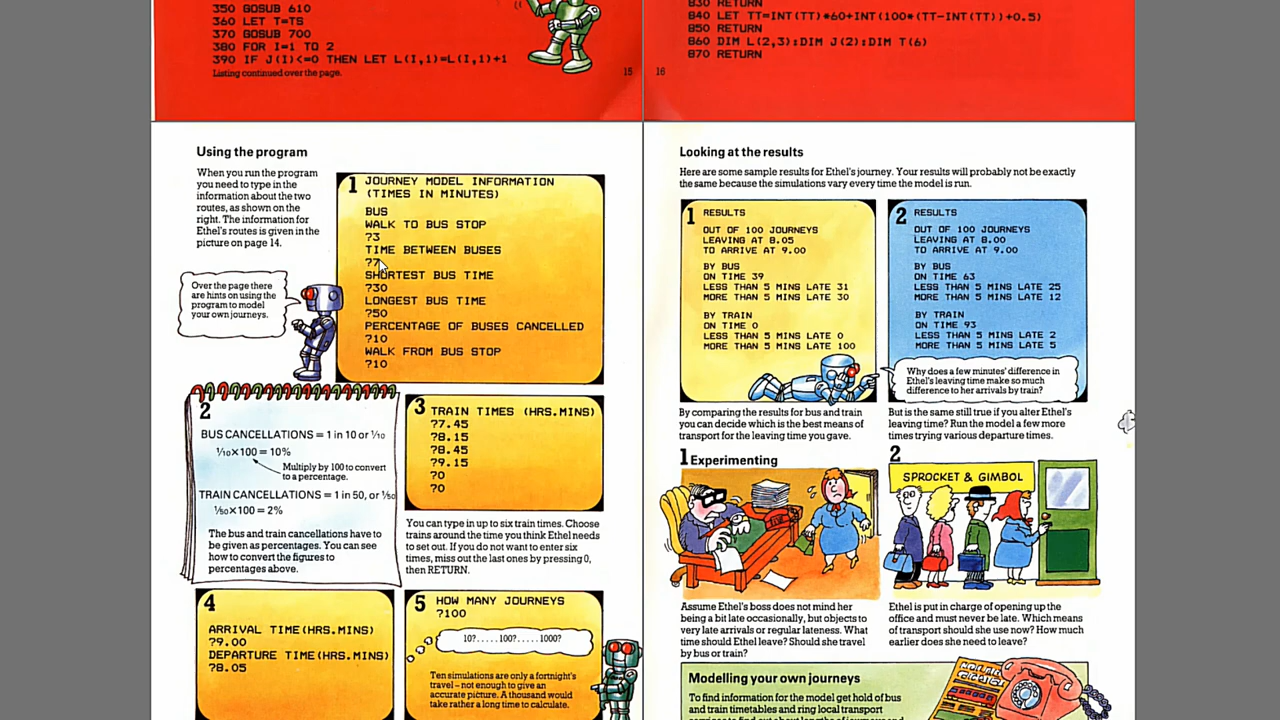 350 GOSUB 610
360 LET T=TS
370 GOSUB 700
380 FOR I=1 TO 2
390 IF J(I)<=0 THEN LET L(I,1)=L(I,1)+1
Listing continued over the page.
15
830 RETURN
840 LET TT=INT(TT)*60+INT(100*(TT-INT(TT))+0.5)
850 RETURN
860 DIM L(2,3):DIM J(2):DIM T(6)
870 RETURN
16
Using the program
When you run the program
you need to type in the
information about the two
routes, as shown on the
right. The information for
Ethel's routes is given in the
picture on page 14.
Over the page there
are hints on using the
program to model
your own journeys.
1
JOURNEY MODEL INFORMATION
(TIMES IN MINUTES)
BUS
WALK TO BUS STOP
?3
TIME BETWEEN BUSES
?7
SHORTEST BUS TIME
?30
LONGEST BUS TIME
?50
PERCENTAGE OF BUSES CANCELLED
?10
WALK FROM BUS STOP
?10
2
BUS CANCELLATIONS = 1 in 10 or 1/10
1/10×100 = 10%
Multiply by 100 to convert
to a percentage.
TRAIN CANCELLATIONS = 1 in 50, or 1/50
1/50×100 = 2%
The bus and train cancellations have to
be given as percentages. You can see
how to convert the figures to
percentages above.
3
TRAIN TIMES (HRS.MINS)
?7.45
?8.15
?8.45
?9.15
?0
?0
You can type in up to six train times. Choose
trains around the time you think Ethel needs
to set out. If you do not want to enter six
times, miss out the last ones by pressing 0,
then RETURN.
4
ARRIVAL TIME(HRS.MINS)
?9.00
DEPARTURE TIME(HRS.MINS)
?8.05
5
HOW MANY JOURNEYS
?100
10?.....100?.....1000?
Ten simulations are only a fortnight's
travel – not enough to give an
accurate picture. A thousand would
take rather a long time to calculate.
Looking at the results
Here are some sample results for Ethel's journey. Your results will probably not be exactly
the same because the simulations vary every time the model is run.
1
RESULTS
OUT OF 100 JOURNEYS
LEAVING AT 8.05
TO ARRIVE AT 9.00
BY BUS
ON TIME 39
LESS THAN 5 MINS LATE 31
MORE THAN 5 MINS LATE 30
BY TRAIN
ON TIME 0
LESS THAN 5 MINS LATE 0
MORE THAN 5 MINS LATE 100
2
RESULTS
OUT OF 100 JOURNEYS
LEAVING AT 8.00
TO ARRIVE AT 9.00
BY BUS
ON TIME 63
LESS THAN 5 MINS LATE 25
MORE THAN 5 MINS LATE 12
BY TRAIN
ON TIME 93
LESS THAN 5 MINS LATE 2
MORE THAN 5 MINS LATE 5
Why does a few minutes' difference in
Ethel's leaving time make so much
difference to her arrivals by train?
By comparing the results for bus and train
you can decide which is the best means of
transport for the leaving time you gave.
But is the same still true if you alter Ethel's
leaving time? Run the model a few more
times trying various departure times.
1 Experimenting
2
SPROCKET & GIMBOL
Assume Ethel's boss does not mind her
being a bit late occasionally, but objects to
very late arrivals or regular lateness. What
time should Ethel leave? Should she travel
by bus or train?
Ethel is put in charge of opening up the
office and must never be late. Which means
of transport should she use now? How much
earlier does she need to leave?
Modelling your own journeys
To find information for the model get hold of bus
and train timetables and ring local transport